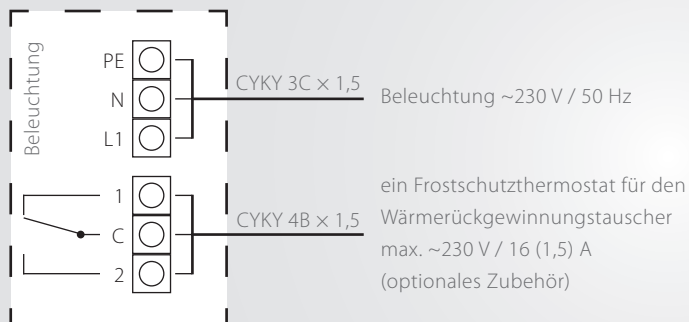 Beleuchtung
PE
N
L1
CYKY 3C × 1,5
Beleuchtung ~230 V / 50 Hz
1
C
2
CYKY 4B × 1,5
ein Frostschutzthermostat für den
Wärmerückgewinnungstauscher
max. ~230 V / 16 (1,5) A
(optionales Zubehör)